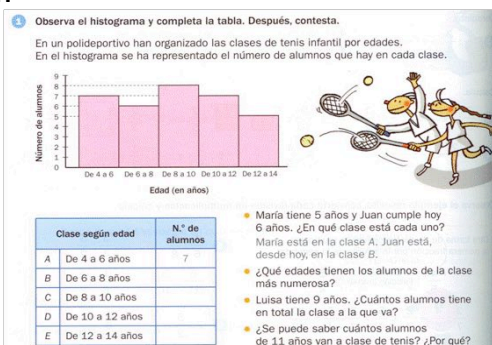 1 Observa el histograma y completa la tabla. Después, contesta.
En un polideportivo han organizado las clases de tenis infantil por edades.
En el histograma se ha representado el número de alumnos que hay en cada clase.
Número de alumnos
9
8
7
6
5
4
3
2
1
0
De 4 a 6 De 6 a 8 De 8 a 10 De 10 a 12 De 12 a 14
Edad (en años)
Clase según edad N.º de alumnos
A De 4 a 6 años 7
B De 6 a 8 años
C De 8 a 10 años
D De 10 a 12 años
E De 12 a 14 años
María tiene 5 años y Juan cumple hoy
6 años. ¿En qué clase está cada uno?
María está en la clase A. Juan está,
desde hoy, en la clase B.
¿Qué edades tienen los alumnos de la clase
más numerosa?
Luisa tiene 9 años. ¿Cuántos alumnos tiene
en total la clase a la que va?
¿Se puede saber cuántos alumnos
de 11 años van a clase de tenis? ¿Por qué?